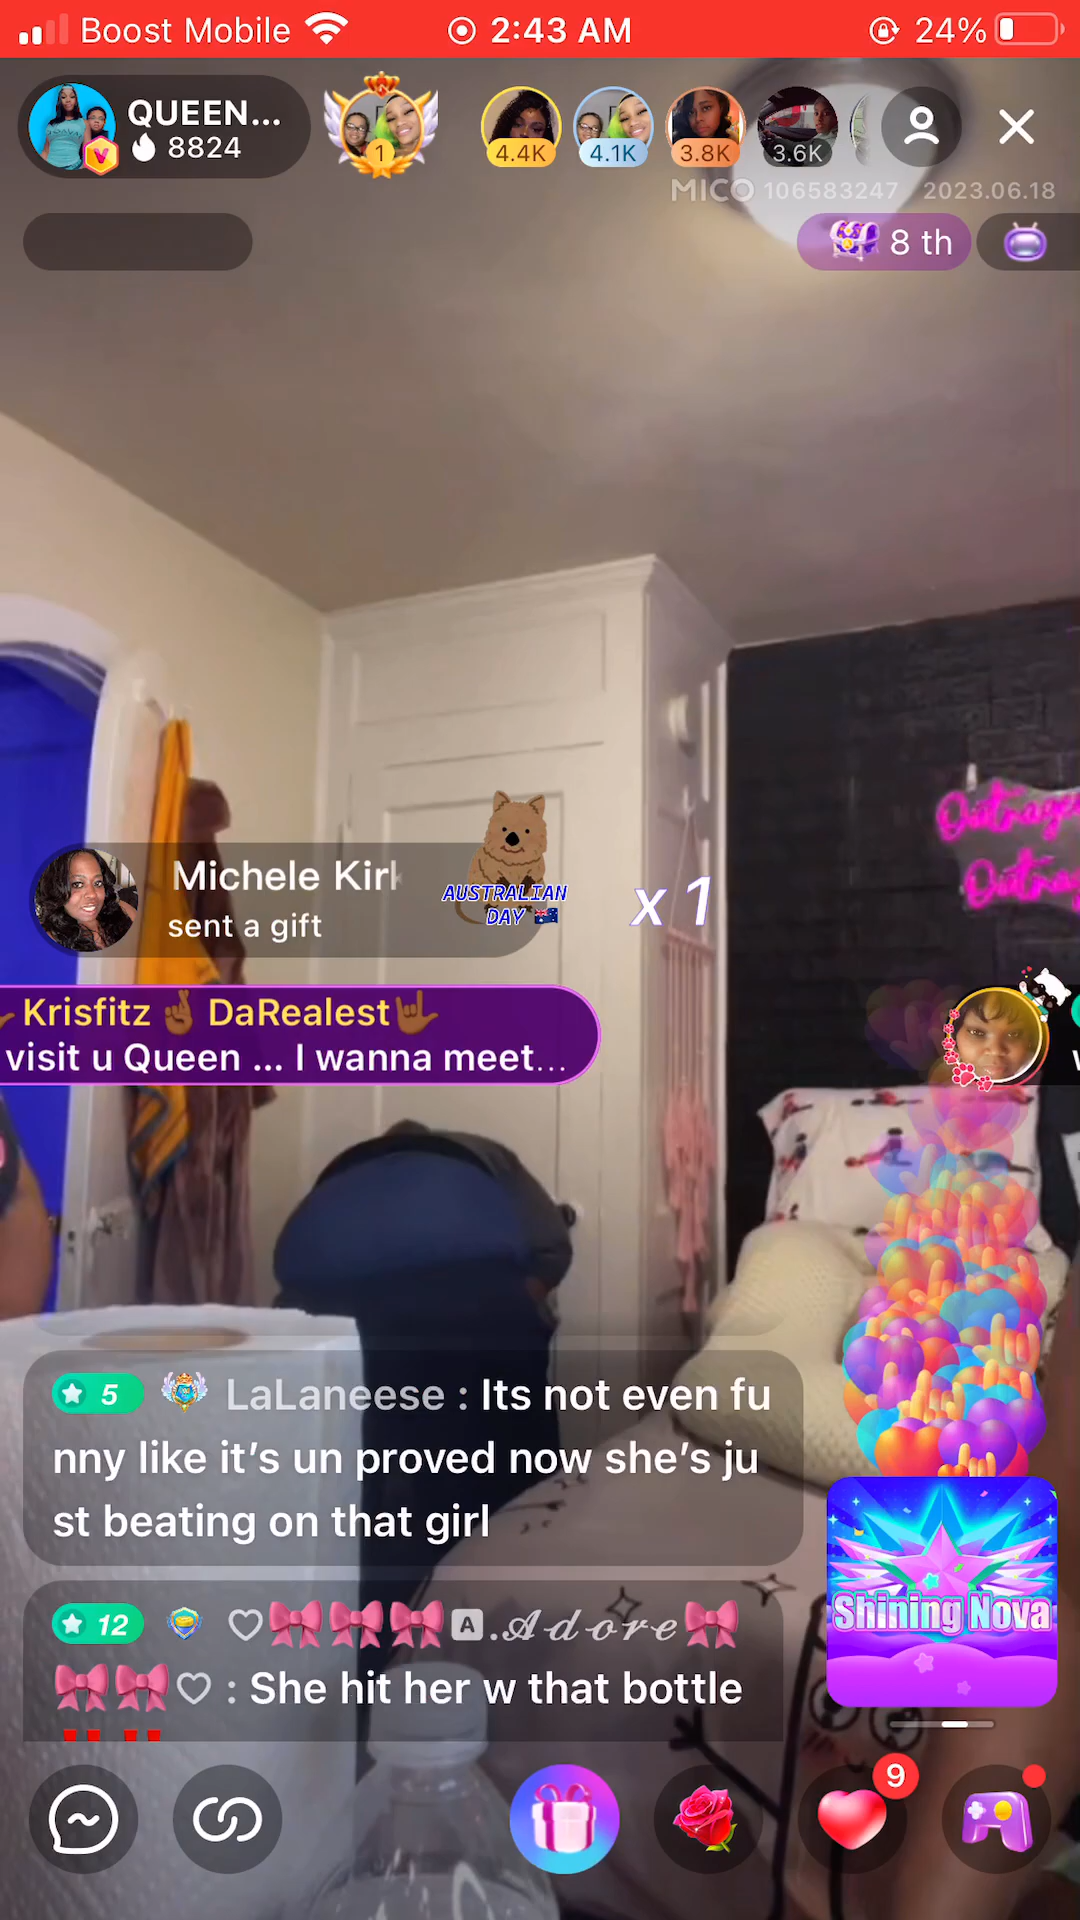 Boost Mobile 2:43 AM 24%
QUEEN...
8824
1
4.4K
4.1K
3.8K
3.6K
MICO 106583247 2023.06.18
8 th
Michele Kirk
sent a gift
AUSTRALIAN
DAY 🇦🇺
x 1
Krisfitz 🤞🏾 DaRealest🤟🏾
visit u Queen ... I wanna meet...
5 LaLaneese : Its not even fu
nny like it's un proved now she's ju
st beating on that girl
12 ♡🎀🎀🎀🅰.𝓐𝓭𝓸𝓻𝓮🎀
🎀🎀♡ : She hit her w that bottle
Shining Nova
9